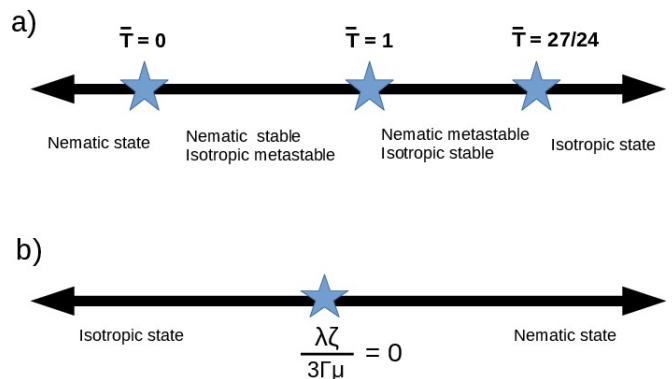 a)
T̄ = 0
T̄ = 1
T̄ = 27/24
Nematic state
Nematic stable
Isotropic metastable
Nematic metastable
Isotropic stable
Isotropic state
b)
Isotropic state
λζ
3Γμ
= 0
Nematic state